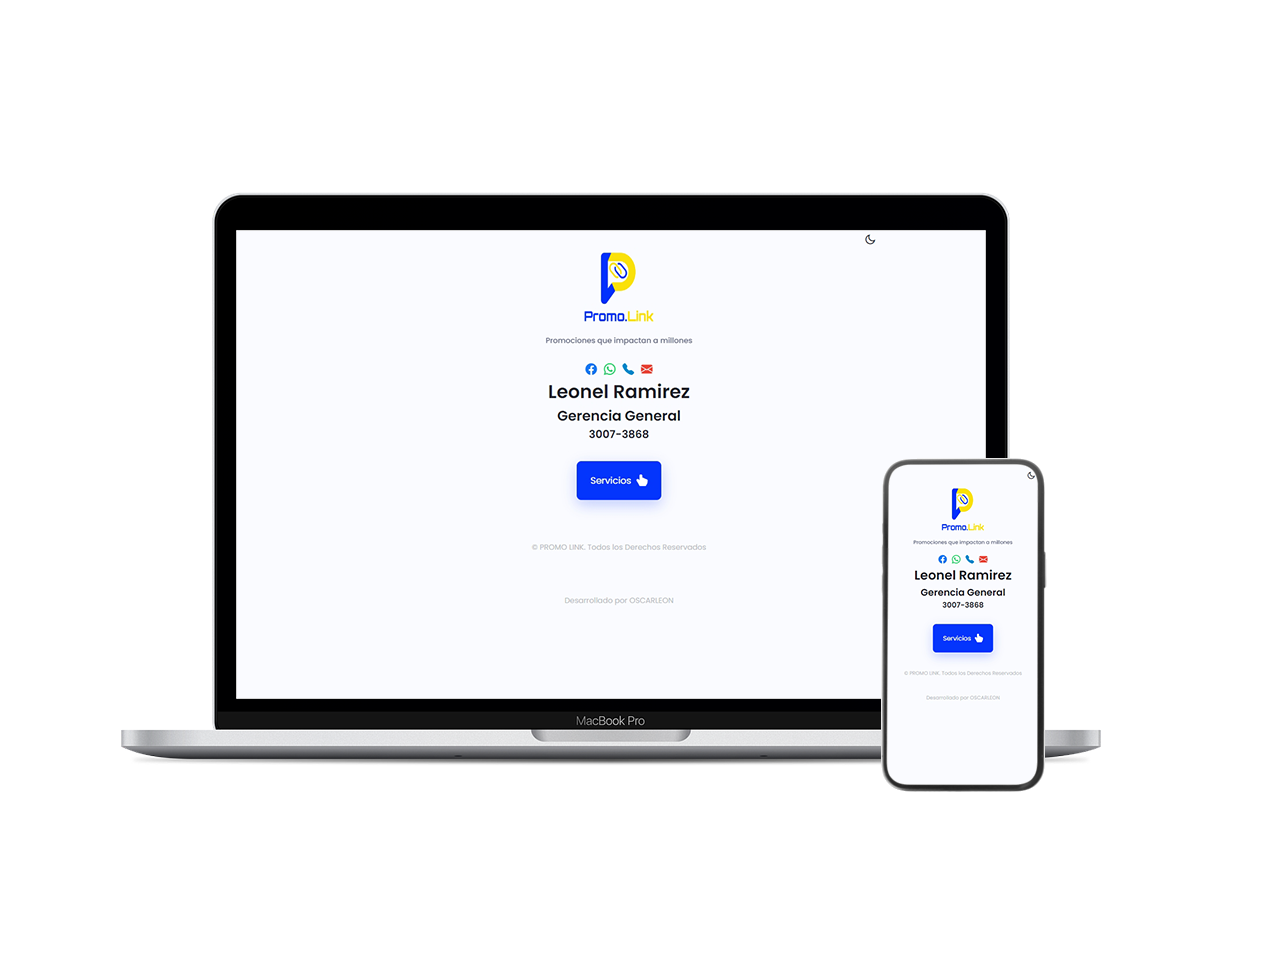 Promo.Link
Promociones que impactan a millones
Leonel Ramirez
Gerencia General
3007-3868
Servicios
© PROMO LINK. Todos los Derechos Reservados
Desarrollado por OSCARLEON
MacBook Pro
Promo.Link
Promociones que impactan a millones
Leonel Ramirez
Gerencia General
3007-3868
Servicios
© PROMO LINK. Todos los Derechos Reservados
Desarrollado por OSCARLEON